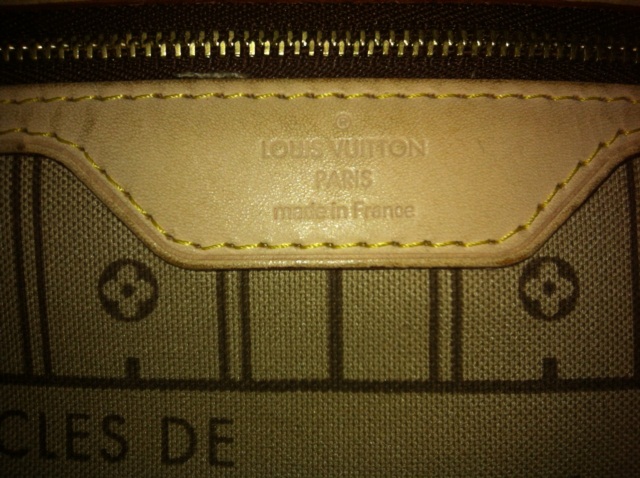 ®
LOUIS VUITTON
PARIS
made in France
CLES DE